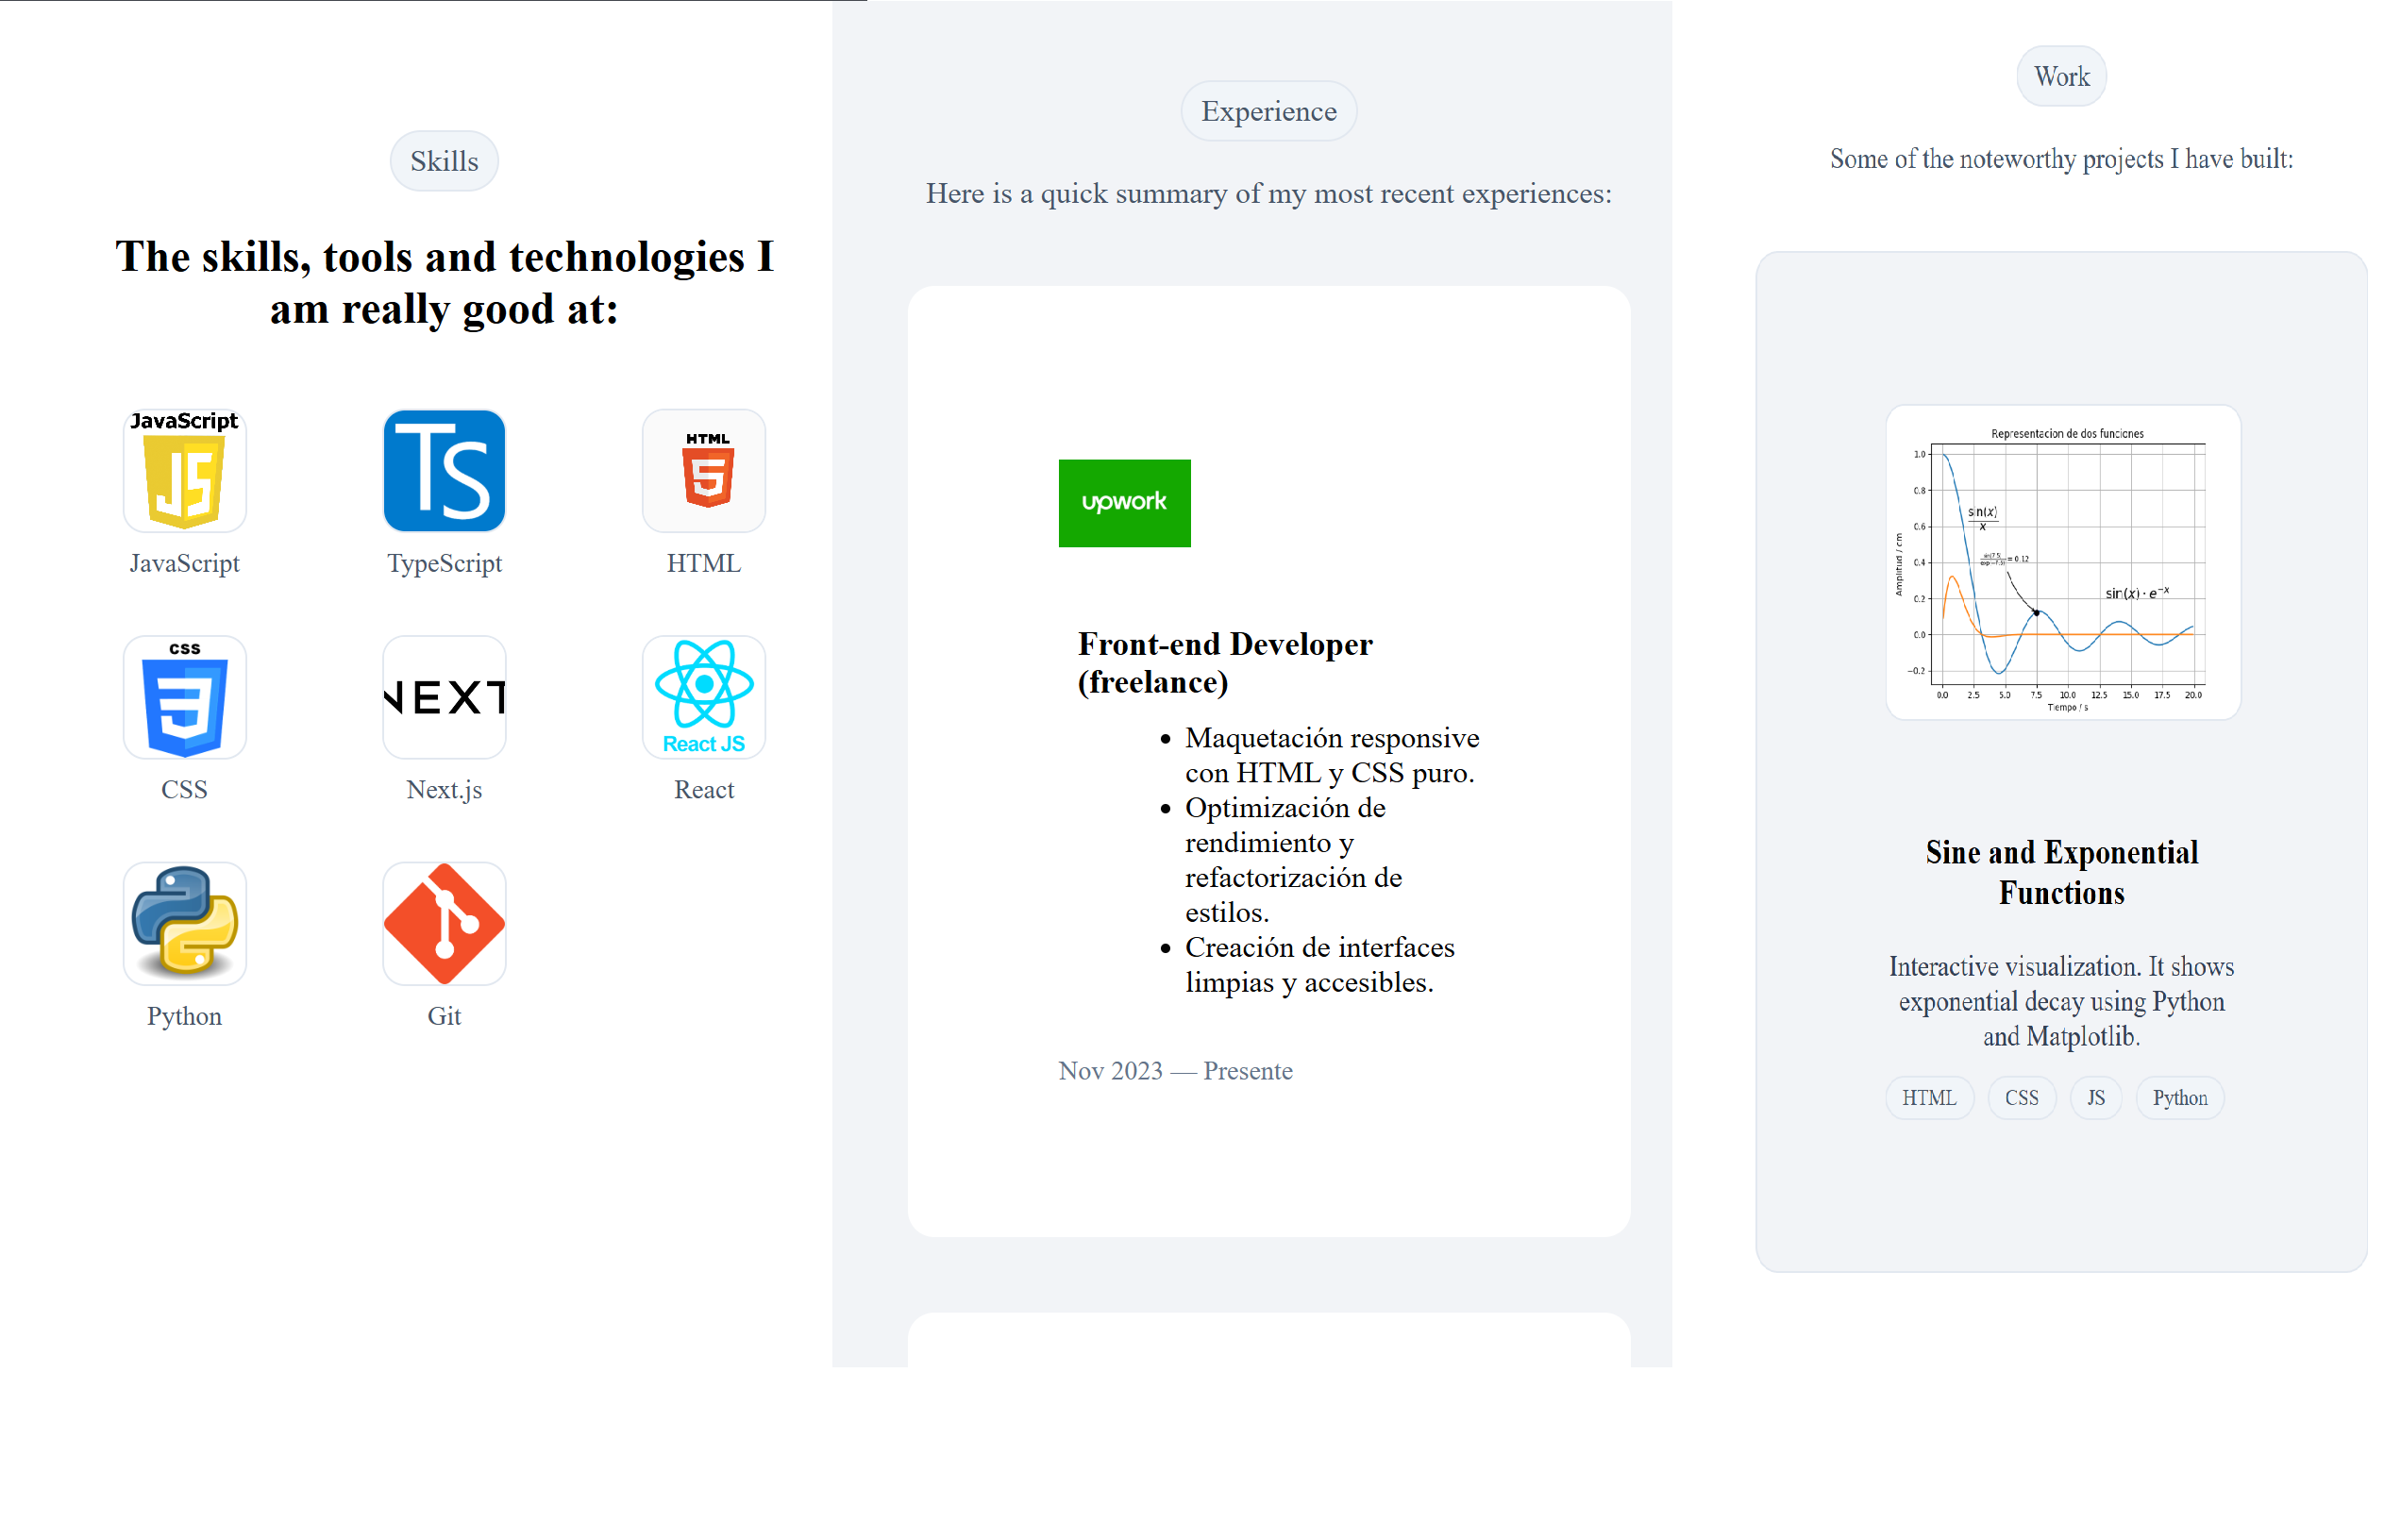 Skills
The skills, tools and technologies I
am really good at:
JavaScript
JS
JavaScript
TS
TypeScript
HTML
5
HTML
CSS
3
CSS
NEXT
Next.js
React JS
React
Python
Git
Experience
Here is a quick summary of my most recent experiences:
upwork
Front-end Developer
(freelance)
• Maquetación responsive
con HTML y CSS puro.
• Optimización de
rendimiento y
refactorización de
estilos.
• Creación de interfaces
limpias y accesibles.
Nov 2023 — Presente
Work
Some of the noteworthy projects I have built:
Representacion de dos funciones
Amplitud / cm
1.0
0.8
0.6
0.4
0.2
0.0
−0.2
sin(x)
x
= 0.12
sin(x) · e^−x
0.0 2.5 5.0 7.5 10.0 12.5 15.0 17.5 20.0
Tiempo / s
Sine and Exponential
Functions
Interactive visualization. It shows
exponential decay using Python
and Matplotlib.
HTML CSS JS Python